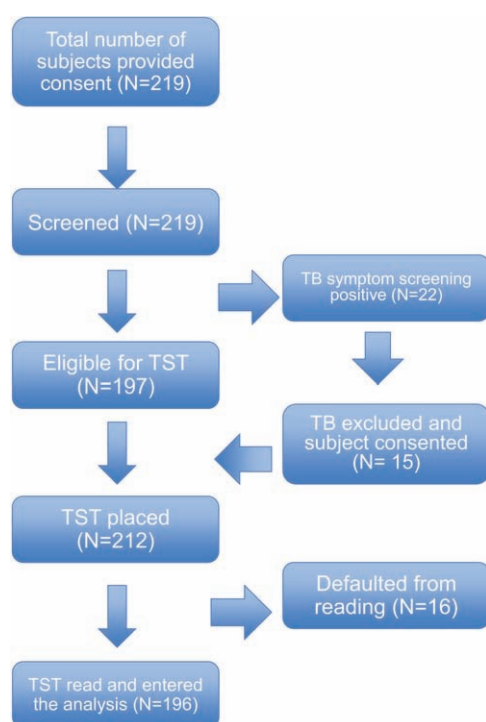 Total number of
subjects provided
consent (N=219)
Screened (N=219)
TB symptom screening
positive (N=22)
Eligible for TST
(N=197)
TB excluded and
subject consented
(N= 15)
TST placed
(N=212)
Defaulted from
reading (N=16)
TST read and entered
the analysis (N=196)